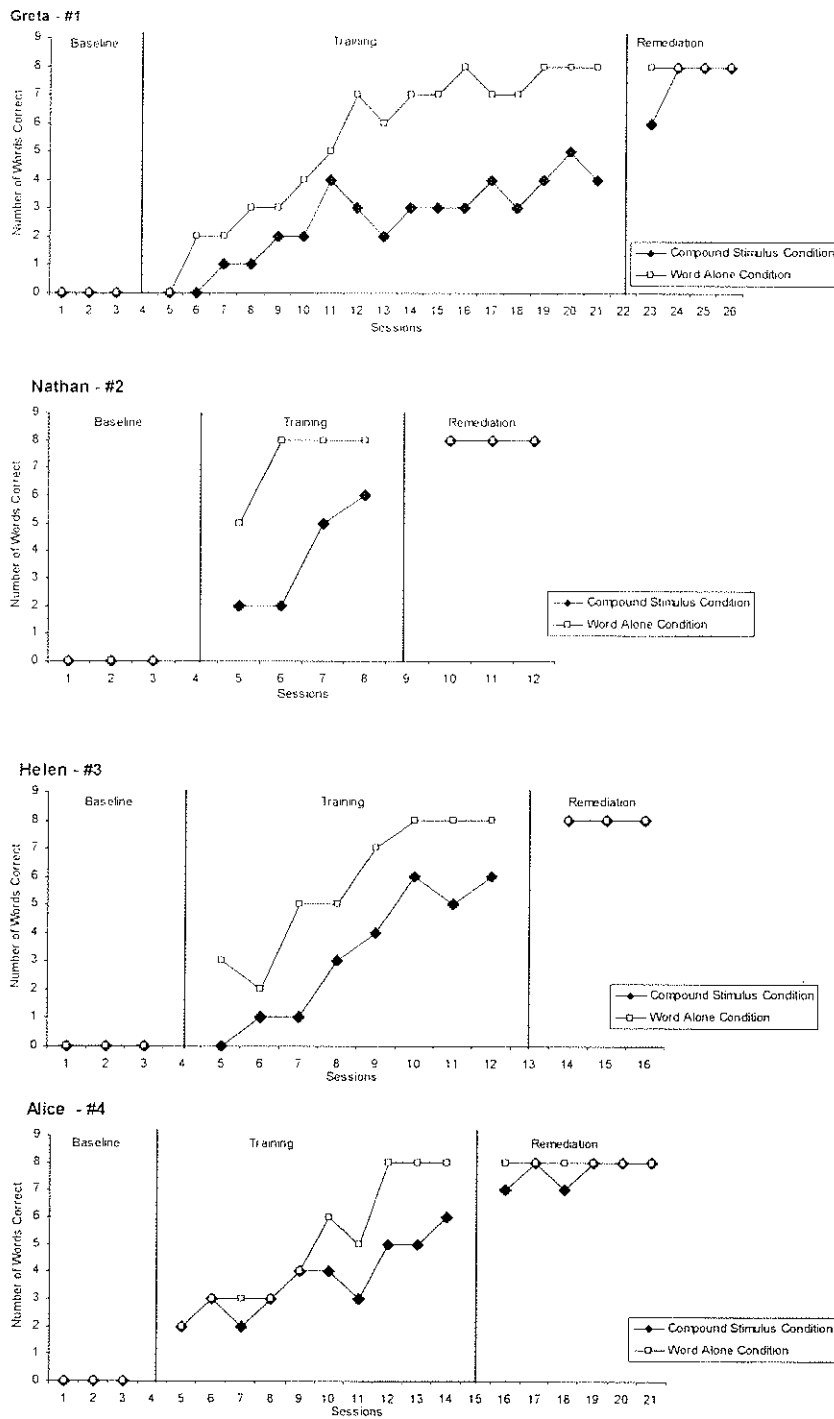 Greta - #1
Baseline Training Remediation
Number of Words Correct
9
8
7
6
5
4
3
2
1
0
1 2 3 4 5 6 7 8 9 10 11 12 13 14 15 16 17 18 19 20 21 22 23 24 25 26
Sessions
Compound Stimulus Condition
Word Alone Condition
Nathan - #2
Baseline Training Remediation
Number of Words Correct
9
8
7
6
5
4
3
2
1
0
1 2 3 4 5 6 7 8 9 10 11 12
Sessions
Compound Stimulus Condition
Word Alone Condition
Helen - #3
Baseline Training Remediation
Number of Words Correct
9
8
7
6
5
4
3
2
1
0
1 2 3 4 5 6 7 8 9 10 11 12 13 14 15 16
Sessions
Compound Stimulus Condition
Word Alone Condition
Alice - #4
Baseline Training Remediation
Number of Words Correct
9
8
7
6
5
4
3
2
1
0
1 2 3 4 5 6 7 8 9 10 11 12 13 14 15 16 17 18 19 20 21
Sessions
Compound Stimulus Condition
Word Alone Condition